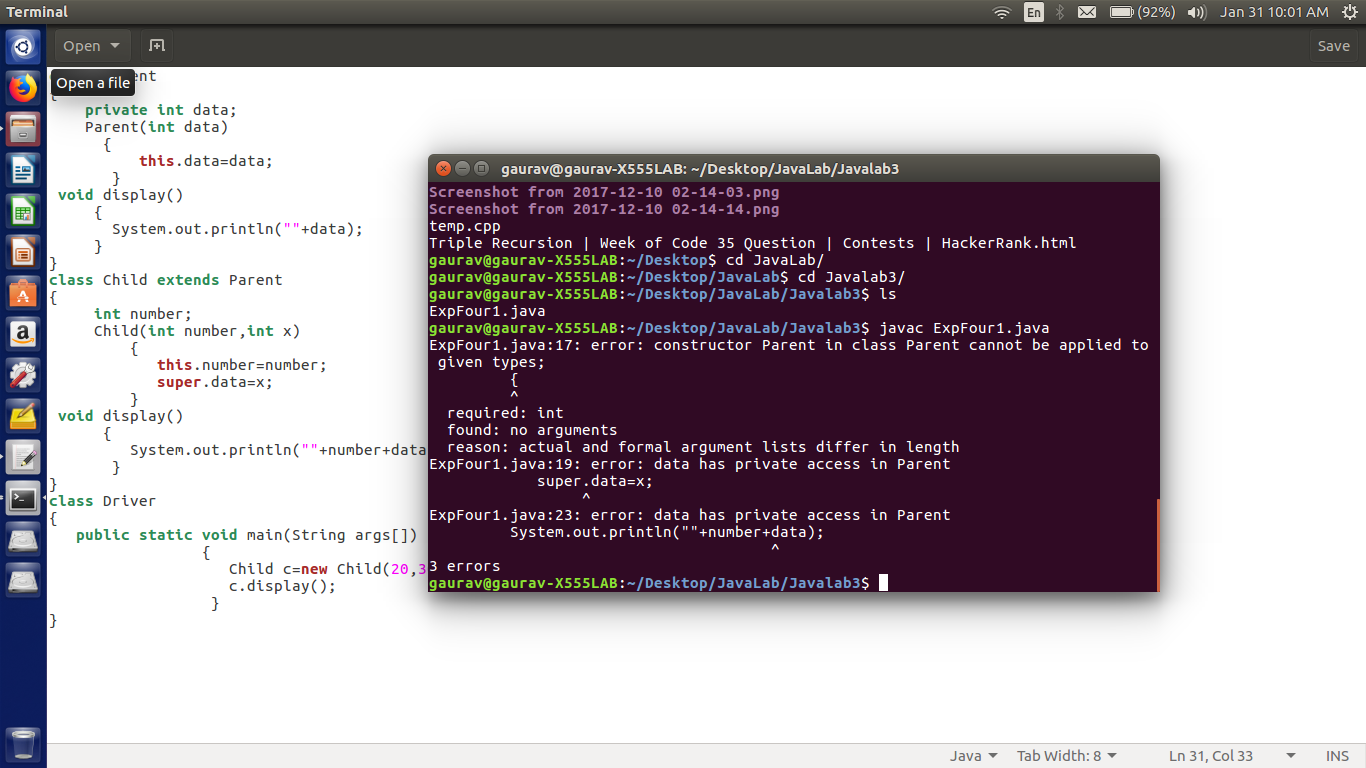 Terminal
En
(92%)
Jan 31 10:01 AM
Open
Save
Open a file
private int data;
Parent(int data)
{
this.data=data;
}
void display()
{
System.out.println(""+data);
}
}
class Child extends Parent
{
int number;
Child(int number,int x)
{
this.number=number;
super.data=x;
}
void display()
{
System.out.println(""+number+data
}
}
class Driver
{
public static void main(String args[])
{
Child c=new Child(20,3
c.display();
}
}
gaurav@gaurav-X555LAB: ~/Desktop/JavaLab/Javalab3
Screenshot from 2017-12-10 02-14-03.png
Screenshot from 2017-12-10 02-14-14.png
temp.cpp
Triple Recursion | Week of Code 35 Question | Contests | HackerRank.html
gaurav@gaurav-X555LAB:~/Desktop$ cd JavaLab/
gaurav@gaurav-X555LAB:~/Desktop/JavaLab$ cd Javalab3/
gaurav@gaurav-X555LAB:~/Desktop/JavaLab/Javalab3$ ls
ExpFour1.java
gaurav@gaurav-X555LAB:~/Desktop/JavaLab/Javalab3$ javac ExpFour1.java
ExpFour1.java:17: error: constructor Parent in class Parent cannot be applied to
given types;
{
^
required: int
found: no arguments
reason: actual and formal argument lists differ in length
ExpFour1.java:19: error: data has private access in Parent
super.data=x;
^
ExpFour1.java:23: error: data has private access in Parent
System.out.println(""+number+data);
^
3 errors
gaurav@gaurav-X555LAB:~/Desktop/JavaLab/Javalab3$
Java
Tab Width: 8
Ln 31, Col 33
INS